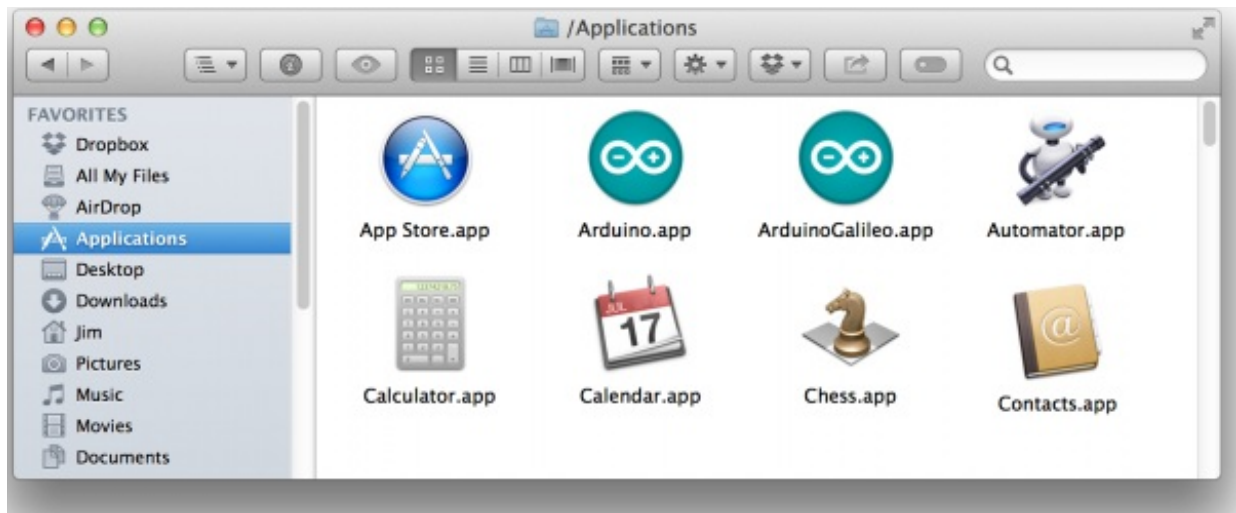 /Applications
FAVORITES
Dropbox
All My Files
AirDrop
Applications
Desktop
Downloads
Jim
Pictures
Music
Movies
Documents
App Store.app
Arduino.app
ArduinoGalileo.app
Automator.app
JUL
17
Calculator.app
Calendar.app
Chess.app
Contacts.app